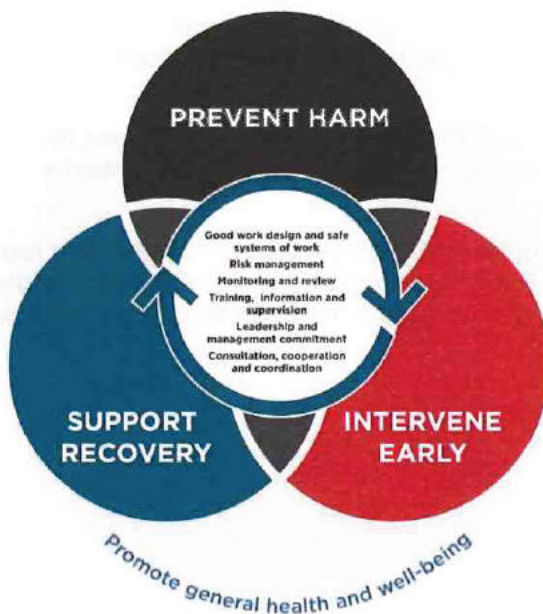 PREVENT HARM
Good work design and safe
systems of work
Risk management
Monitoring and review
Training, information and
supervision
Leadership and
management commitment
Consultation, cooperation
and coordination
SUPPORT
RECOVERY
INTERVENE
EARLY
Promote general health and well-being